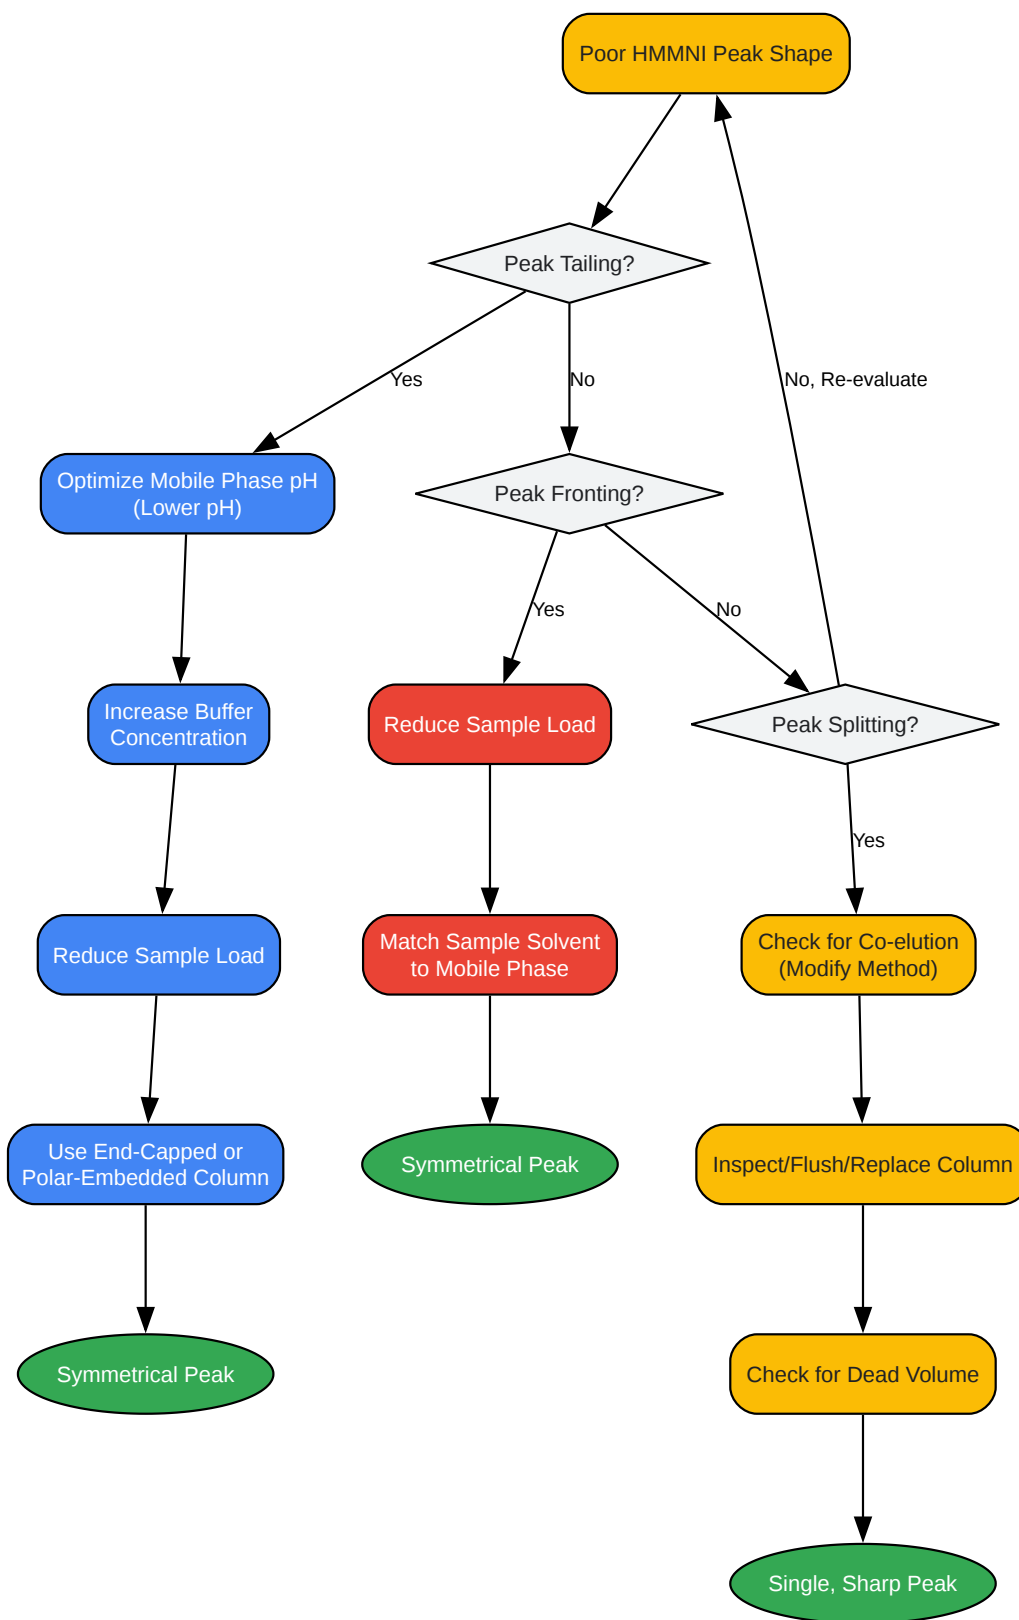 Poor HMMNI Peak Shape
Peak Tailing?
Yes
No
No, Re-evaluate
Optimize Mobile Phase pH
(Lower pH)
Peak Fronting?
Yes
No
Increase Buffer
Concentration
Reduce Sample Load
Peak Splitting?
Yes
Reduce Sample Load
Match Sample Solvent
to Mobile Phase
Check for Co-elution
(Modify Method)
Use End-Capped or
Polar-Embedded Column
Symmetrical Peak
Inspect/Flush/Replace Column
Symmetrical Peak
Check for Dead Volume
Single, Sharp Peak